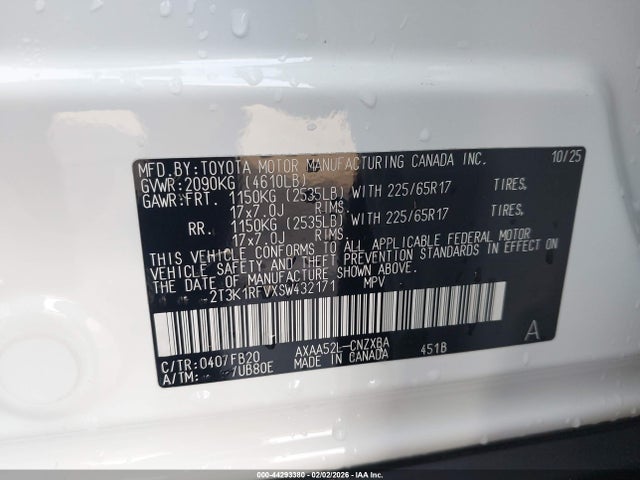 MFD.BY:TOYOTA MOTOR MANUFACTURING CANADA INC. 10/25
GVWR:2090KG (4610LB)
GAWR:FRT. 1150KG (2535LB) WITH 225/65R17 TIRES,
17x7.0J RIMS,
RR. 1150KG (2535LB) WITH 225/65R17 TIRES,
17x7.0J RIMS.
THIS VEHICLE CONFORMS TO ALL APPLICABLE FEDERAL MOTOR
VEHICLE SAFETY AND THEFT PREVENTION STANDARDS IN EFFECT ON
THE DATE OF MANUFACTURE SHOWN ABOVE.
2T3K1RFVXSW432171 MPV
C/TR:0407FB20 AXAA52L-CNZXBA 451B A
A/TM: /UB80E MADE IN CANADA
000-44293380 - 02/02/2026 - IAA Inc.